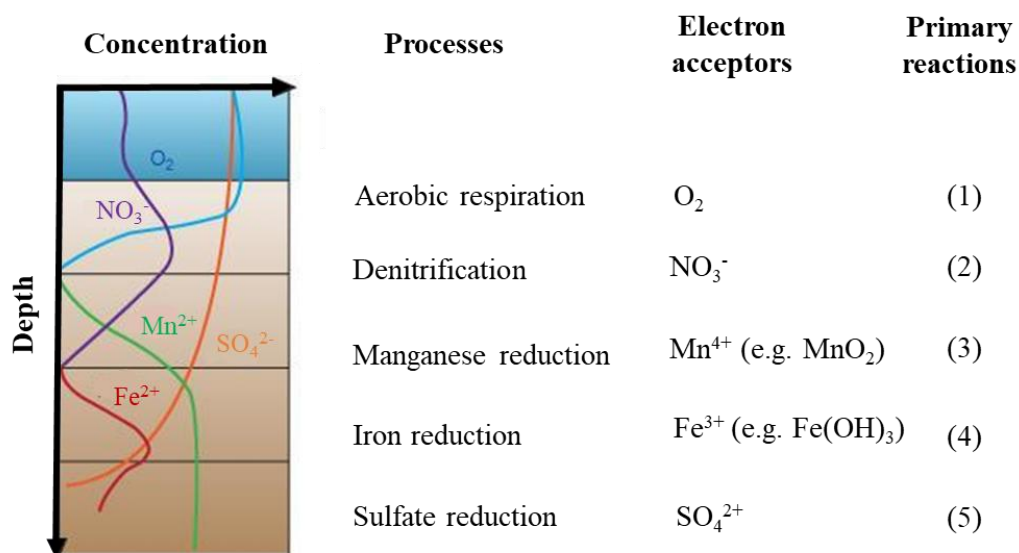 Concentration
Processes
Electron
acceptors
Primary
reactions
Depth
O₂
NO₃⁻
Mn²⁺
SO₄²⁻
Fe²⁺
Aerobic respiration O₂ (1)
Denitrification NO₃⁻ (2)
Manganese reduction Mn⁴⁺ (e.g. MnO₂) (3)
Iron reduction Fe³⁺ (e.g. Fe(OH)₃) (4)
Sulfate reduction SO₄²⁺ (5)